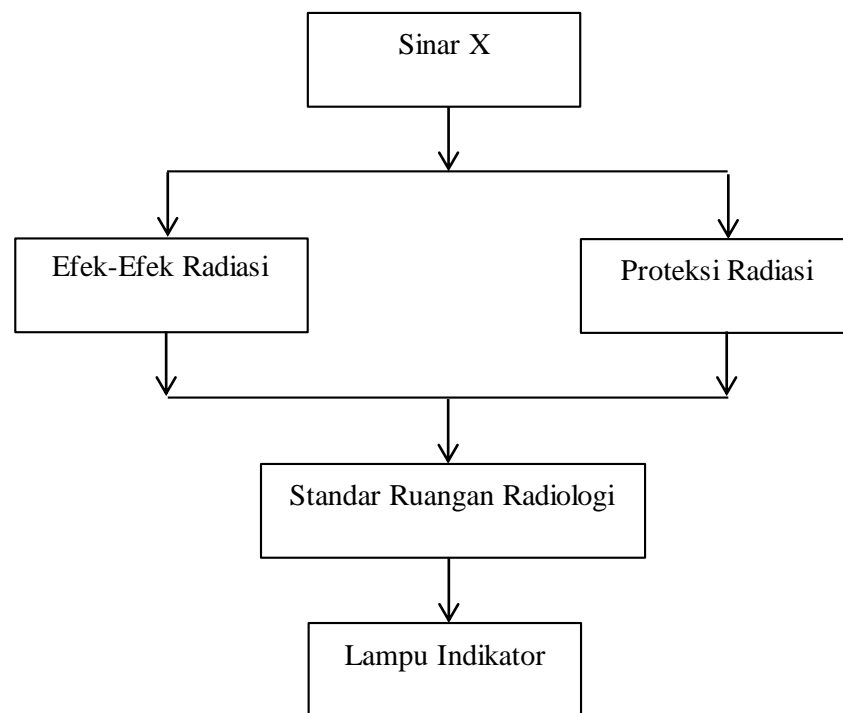 Sinar X
Efek-Efek Radiasi
Proteksi Radiasi
Standar Ruangan Radiologi
Lampu Indikator